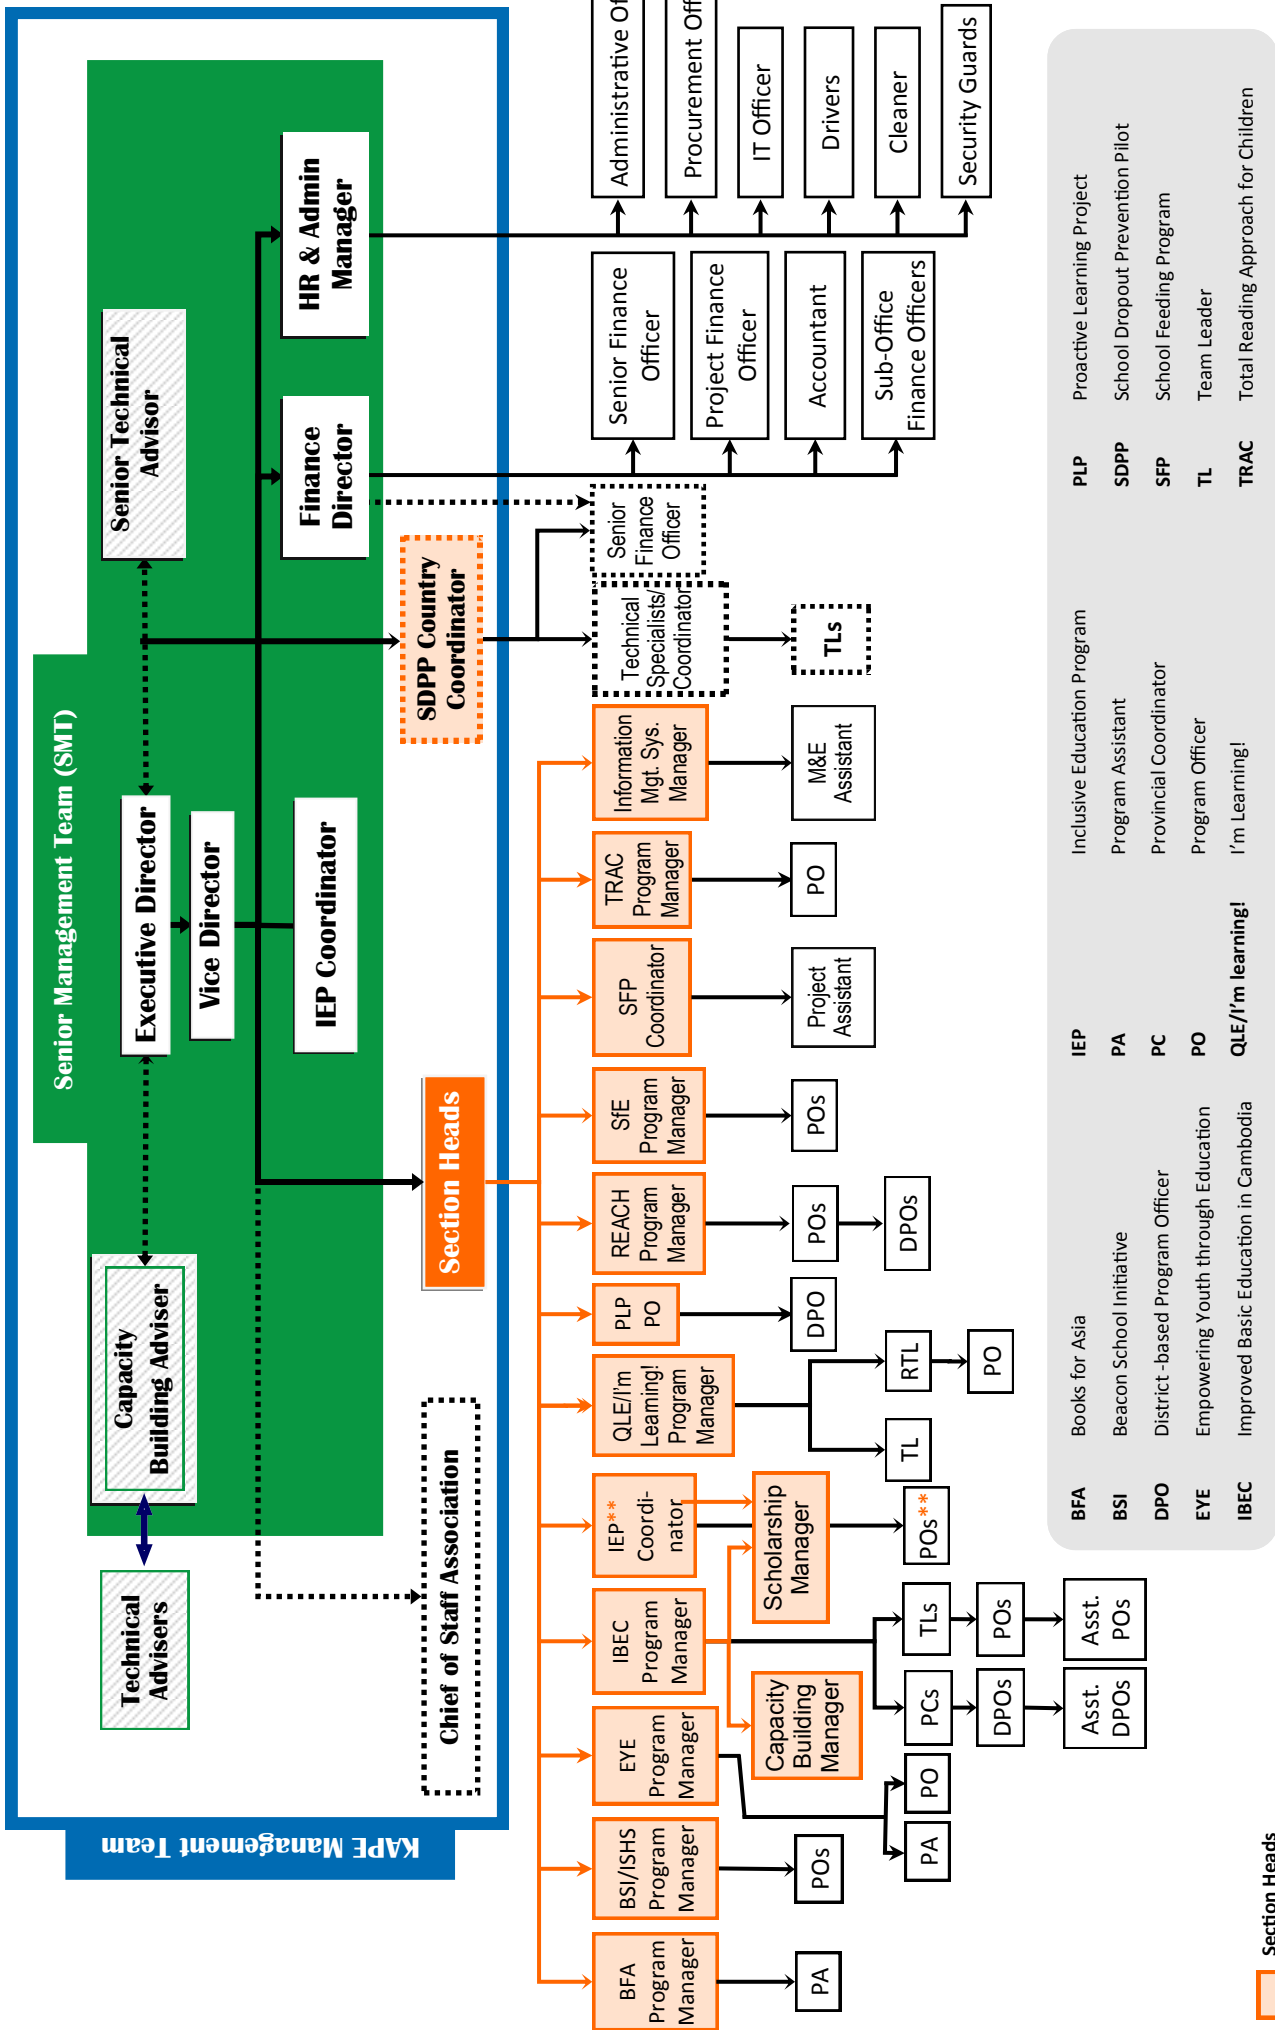 KAPE Management Team
Senior Management Team (SMT)
Technical
Advisers
Capacity
Building Adviser
Executive Director
Senior Technical
Advisor
Vice Director
IEP Coordinator
Finance
Director
HR & Admin
Manager
Chief of Staff Association
Section Heads
SDPP Country
Coordinator
BFA
Program
Manager
BSI/ISHS
Program
Manager
EYE
Program
Manager
IBEC
Program
Manager
IEP**
Coordi-
nator
QLE/I'm
Learning!
Program
Manager
PLP
PO
REACH
Program
Manager
SfE
Program
Manager
SFP
Coordinator
TRAC
Program
Manager
Information
Mgt. Sys.
Manager
Technical
Specialists/
Coordinator
Senior
Finance
Officer
Senior Finance
Officer
Project Finance
Officer
Accountant
Sub-Office
Finance Officers
Administrative
Procurement
IT Officer
Drivers
Cleaner
Security Guards
Capacity
Building
Manager
Scholarship
Manager
PA
POs
PA
PO
PCs
TLs
DPOs
POs
Asst.
DPOs
Asst.
POs
POs**
TL
RTL
PO
DPO
POs
DPOs
POs
Project
Assistant
PO
M&E
Assistant
TLs
BFA Books for Asia
BSI Beacon School Initiative
DPO District -based Program Officer
EYE Empowering Youth through Education
IBEC Improved Basic Education in Cambodia
IEP Inclusive Education Program
PA Program Assistant
PC Provincial Coordinator
PO Program Officer
QLE/I'm learning! I'm Learning!
PLP Proactive Learning Project
SDPP School Dropout Prevention Pilot
SFP School Feeding Program
TL Team Leader
TRAC Total Reading Approach for Children
Section Heads